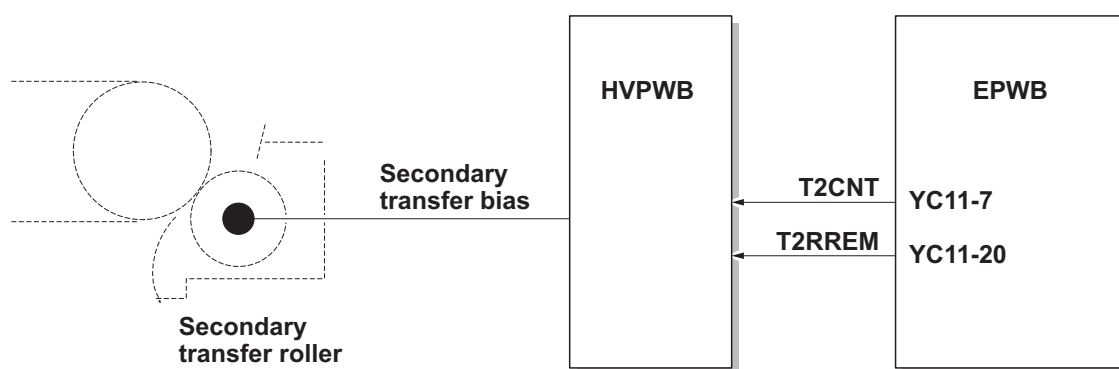 HVPWB
EPWB
Secondary
transfer bias
T2CNT
YC11-7
T2RREM
YC11-20
Secondary
transfer roller